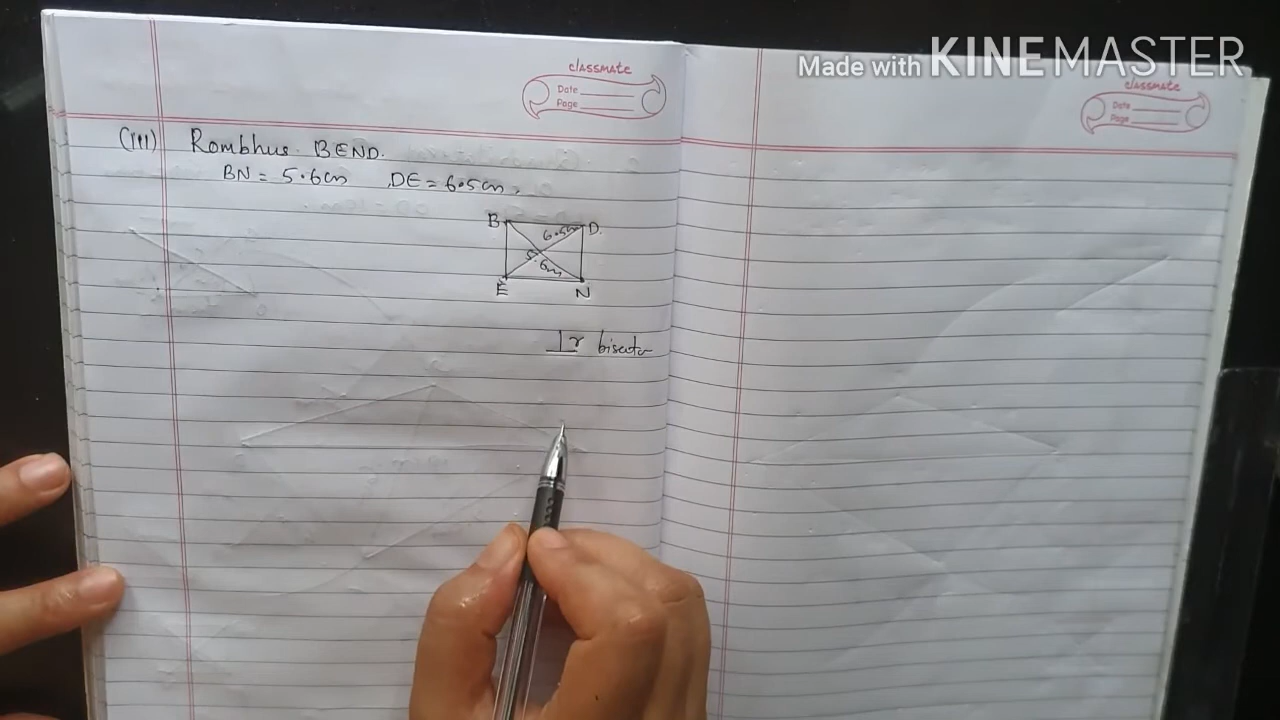 Made with KINEMASTER
classmate
Date
Page
classmate
Date
Page
(III) Rombhus BEND.
BN = 5.6cm DE = 6.5cm,
B D.
6.5cm
5.6cm
E N
⊥r bisector